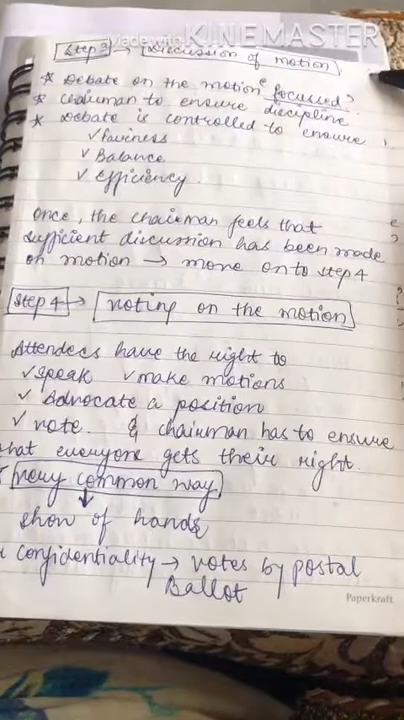 Made with KINEMASTER
Step 3 → Discussion of motion
* Debate on the motion (focussed)
* Chairman to ensure discipline
* Debate is controlled to ensure
✓ Fairness
✓ Balance
✓ Efficiency
Once, the chairman feels that
sufficient discussion has been made
on motion → move onto step 4
Step 4 → voting on the motion
Attendees have the right to
✓ speak ✓ make motions
✓ Advocate a position
✓ vote. & chairman has to ensure
that everyone gets their right.
very common way
↓
show of hands
confidentiality → votes by postal
Ballot
Paperkraft